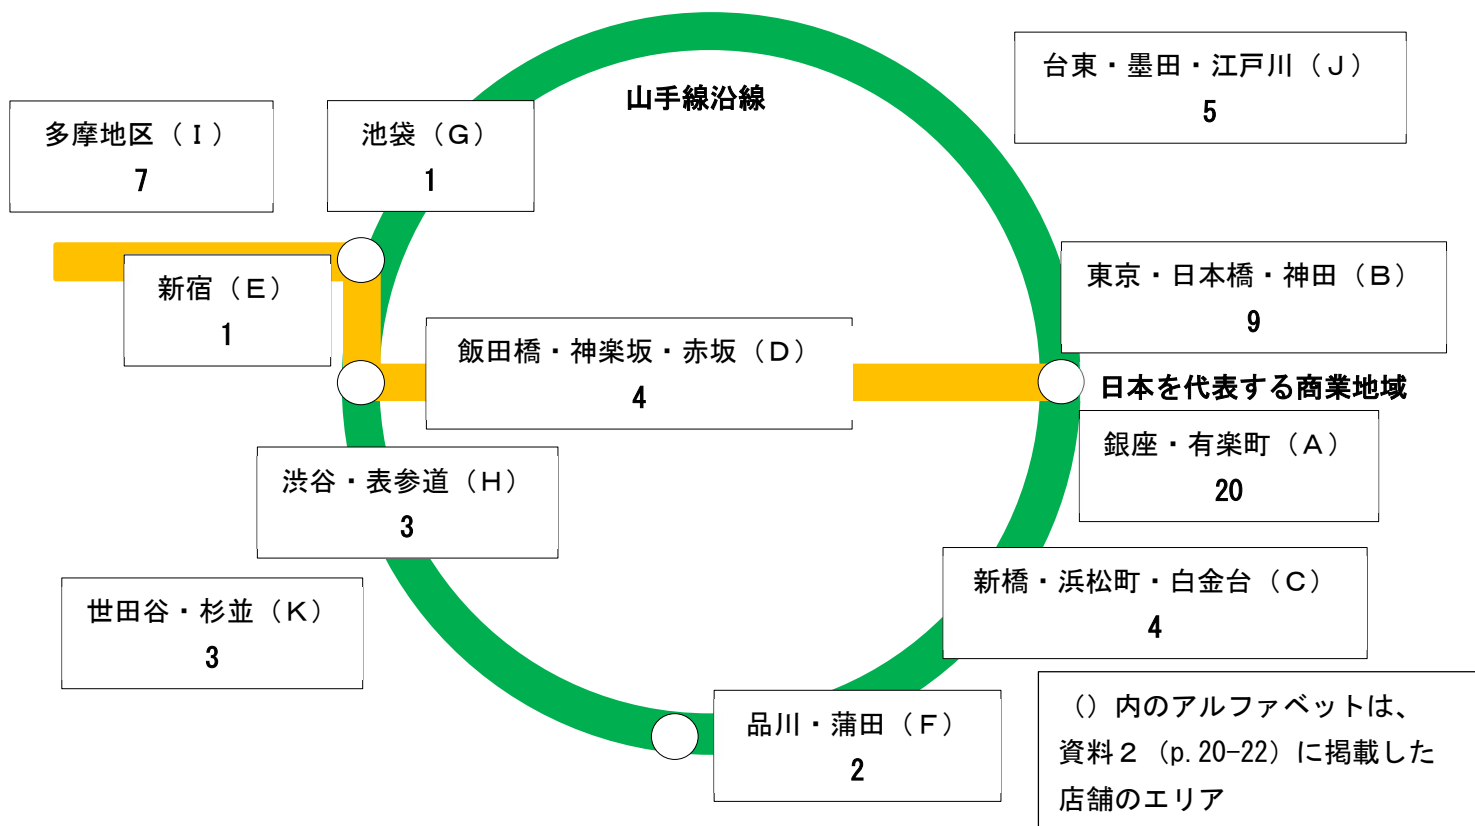 山手線沿線
台東・墨田・江戸川（Ｊ）
5
多摩地区（Ｉ）
7
池袋（Ｇ）
1
新宿（Ｅ）
1
東京・日本橋・神田（Ｂ）
9
飯田橋・神楽坂・赤坂（Ｄ）
4
日本を代表する商業地域
銀座・有楽町（Ａ）
20
渋谷・表参道（Ｈ）
3
新橋・浜松町・白金台（Ｃ）
4
世田谷・杉並（Ｋ）
3
品川・蒲田（Ｆ）
2
（）内のアルファベットは、
資料２（p.20-22）に掲載した
店舗のエリア